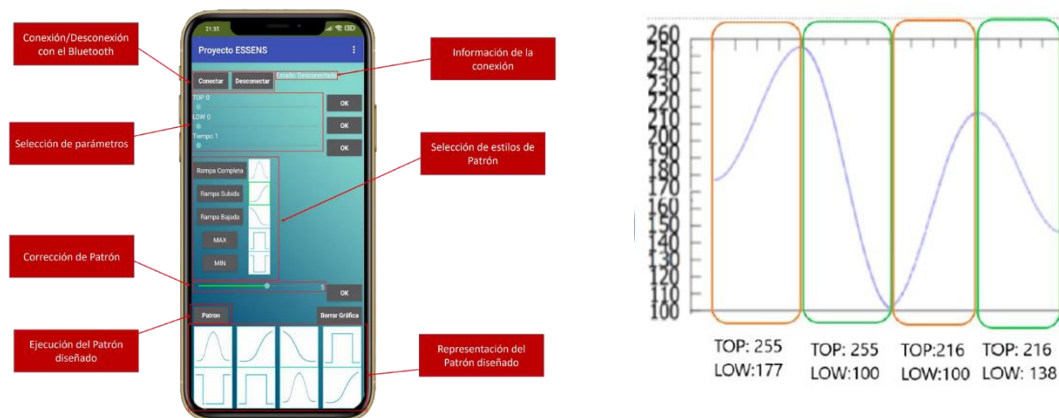 Conexión/Desconexión
con el Bluetooth
Selección de parámetros
Corrección de Patrón
Ejecución del Patrón
diseñado
21:35
Proyecto ESSENS
Conectar
Desconectar
Estado: Desconectado
TOP 0
OK
LOW 0
OK
Tiempo 1
OK
Rampa Completa
Rampa Subida
Rampa Bajada
MAX
MIN
5
OK
Patron
Borrar Gráfica
Información de la
conexión
Selección de estilos de
Patrón
Representación del
Patrón diseñado
260
250
240
230
220
210
200
190
180
170
160
150
140
130
120
110
100
TOP: 255
LOW:177
TOP: 255
LOW:100
TOP:216
LOW:100
TOP: 216
LOW: 138